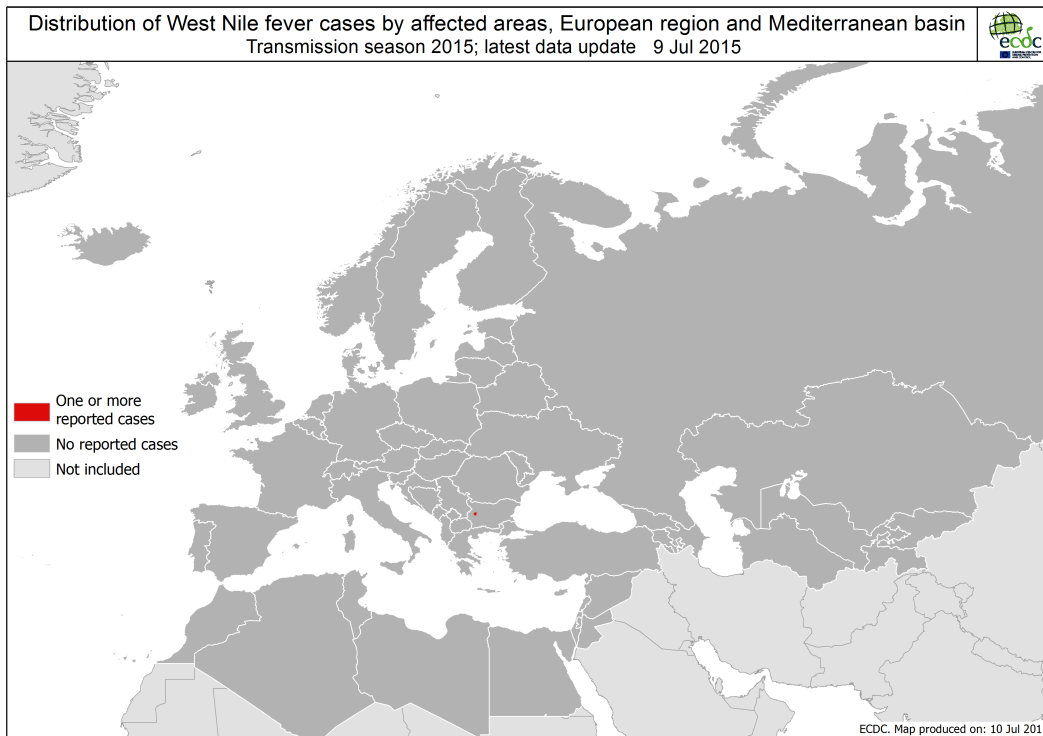 Distribution of West Nile fever cases by affected areas, European region and Mediterranean basin
Transmission season 2015; latest data update 9 Jul 2015
ecdc
One or more
reported cases
No reported cases
Not included
ECDC. Map produced on: 10 Jul 201